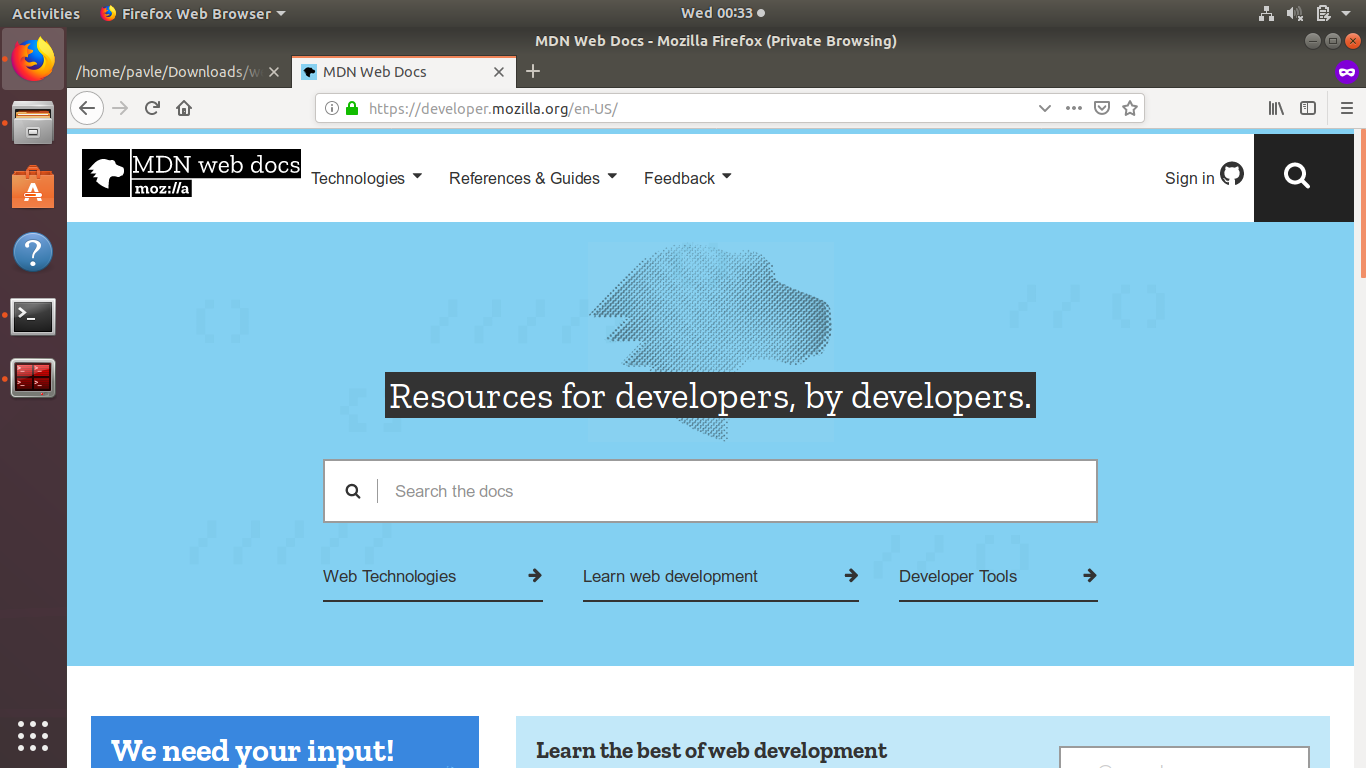 Activities Firefox Web Browser Wed 00:33
MDN Web Docs - Mozilla Firefox (Private Browsing)
/home/pavle/Downloads/w MDN Web Docs
https://developer.mozilla.org/en-US/
MDN web docs
moz://a
Technologies References & Guides Feedback Sign in
Resources for developers, by developers.
Search the docs
Web Technologies Learn web development Developer Tools
We need your input! Learn the best of web development